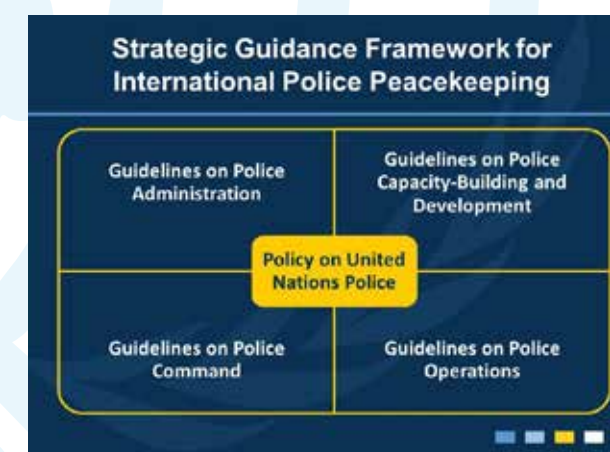 Strategic Guidance Framework for
International Police Peacekeeping
Guidelines on Police
Administration
Guidelines on Police
Capacity-Building and
Development
Policy on United
Nations Police
Guidelines on Police
Command
Guidelines on Police
Operations